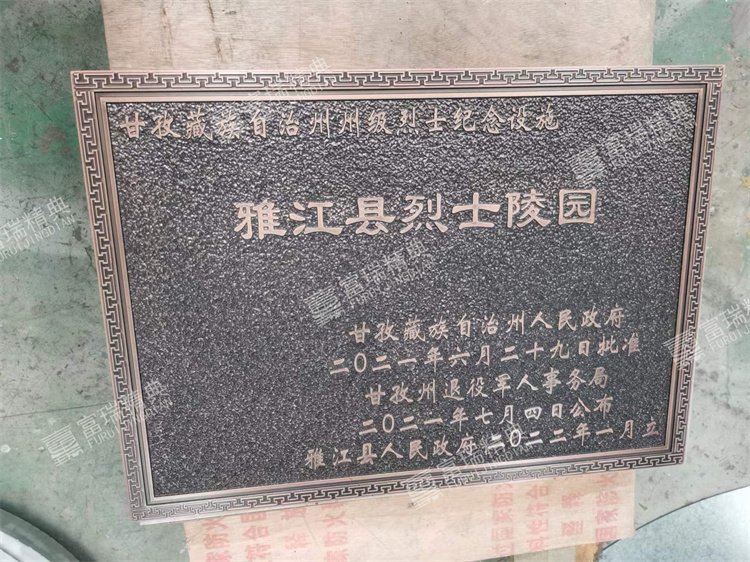 甘孜藏族自治州州级烈士纪念设施
雅江县烈士陵园
甘孜藏族自治州人民政府
二〇二一年六月二十九日批准
甘孜州退役军人事务局
二〇二一年七月四日公布
雅江县人民政府 二〇二二年一月立
富瑞精典